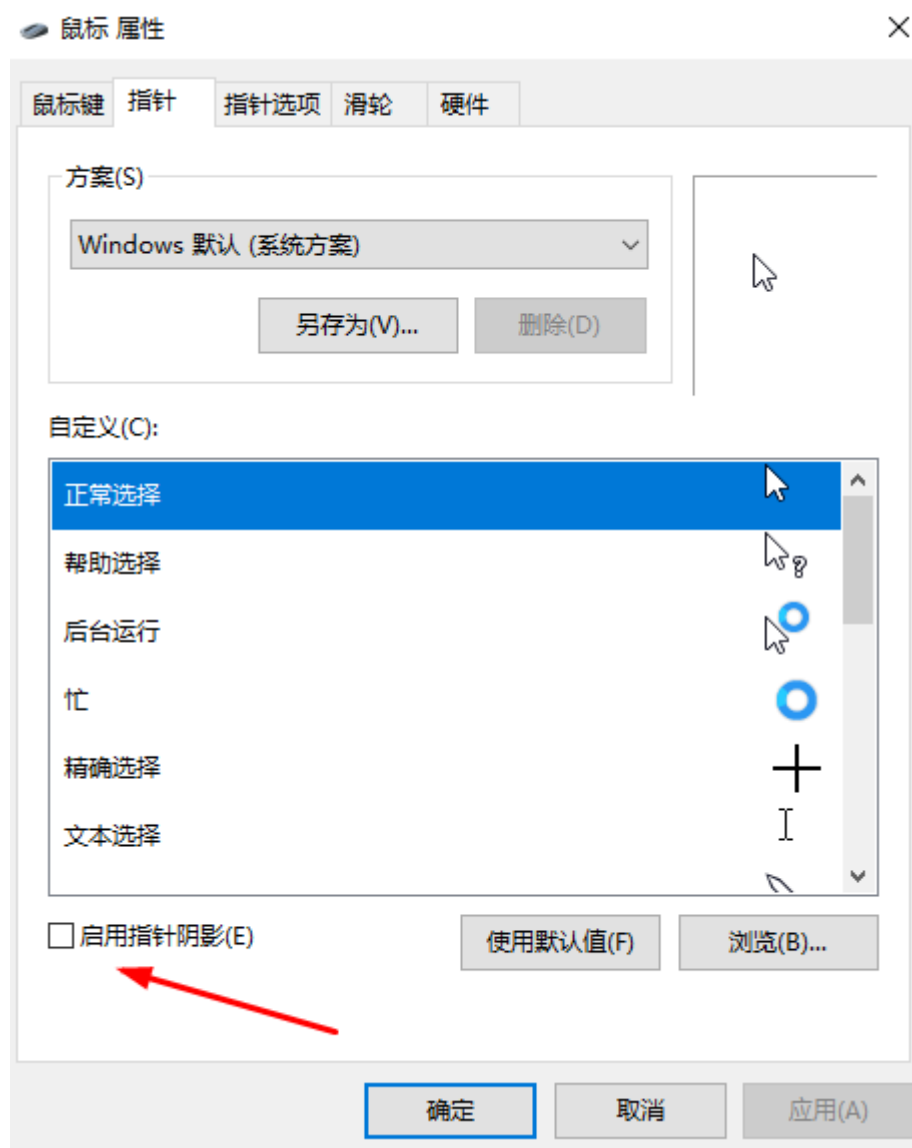 鼠标 属性
鼠标键 指针 指针选项 滑轮 硬件
方案(S)
Windows 默认 (系统方案)
另存为(V)... 删除(D)
自定义(C):
正常选择
帮助选择
后台运行
忙
精确选择
文本选择
启用指针阴影(E) 使用默认值(F) 浏览(B)...
确定 取消 应用(A)